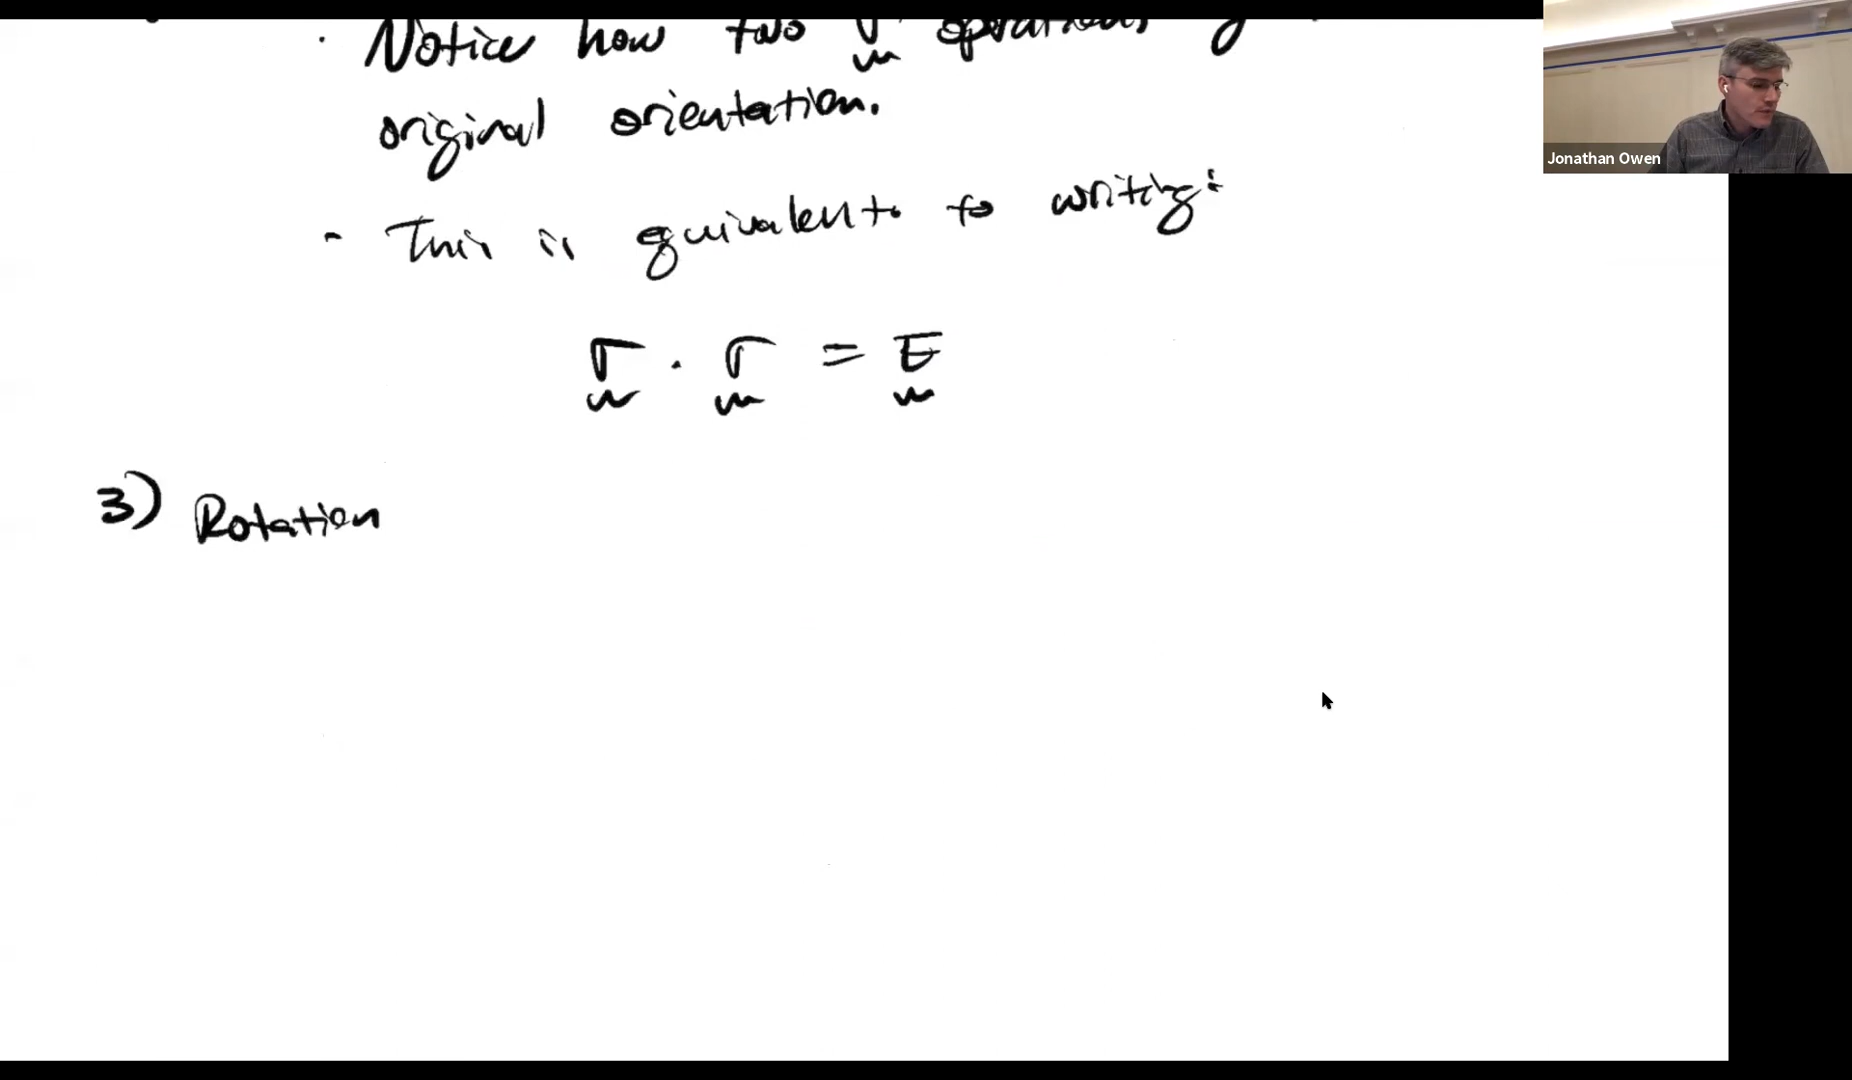 · Notice how two σ operations
original orientation.
Jonathan Owen
- This is equivalent to writing:
σ · σ = E
3) Rotation